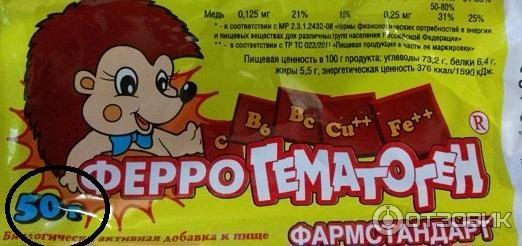 50-80%
Медь 0,125 мг 21% 18% 0,25 мг 31% 25%
* - в соответствии с МР 2.3.1.2432-08 «Нормы физиологических потребностей в энергии
и пищевых веществах для различных групп населения Российской Федерации»
** - в соответствии с ТР ТС 022/2011 «Пищевая продукция в части ее маркировки»
Пищевая ценность в 100 г продукта: углеводы 73,2 г, белки 6,4 г,
жиры 5,5 г, энергетическая ценность 376 ккал/1590 кДж.
C B6 Bc Cu++ Fe++
ФЕРРОГЕМАТОГЕН®
50 г
Биологически активная добавка к пище
ФАРМСТАНДАРТ
ОТЗОВИК